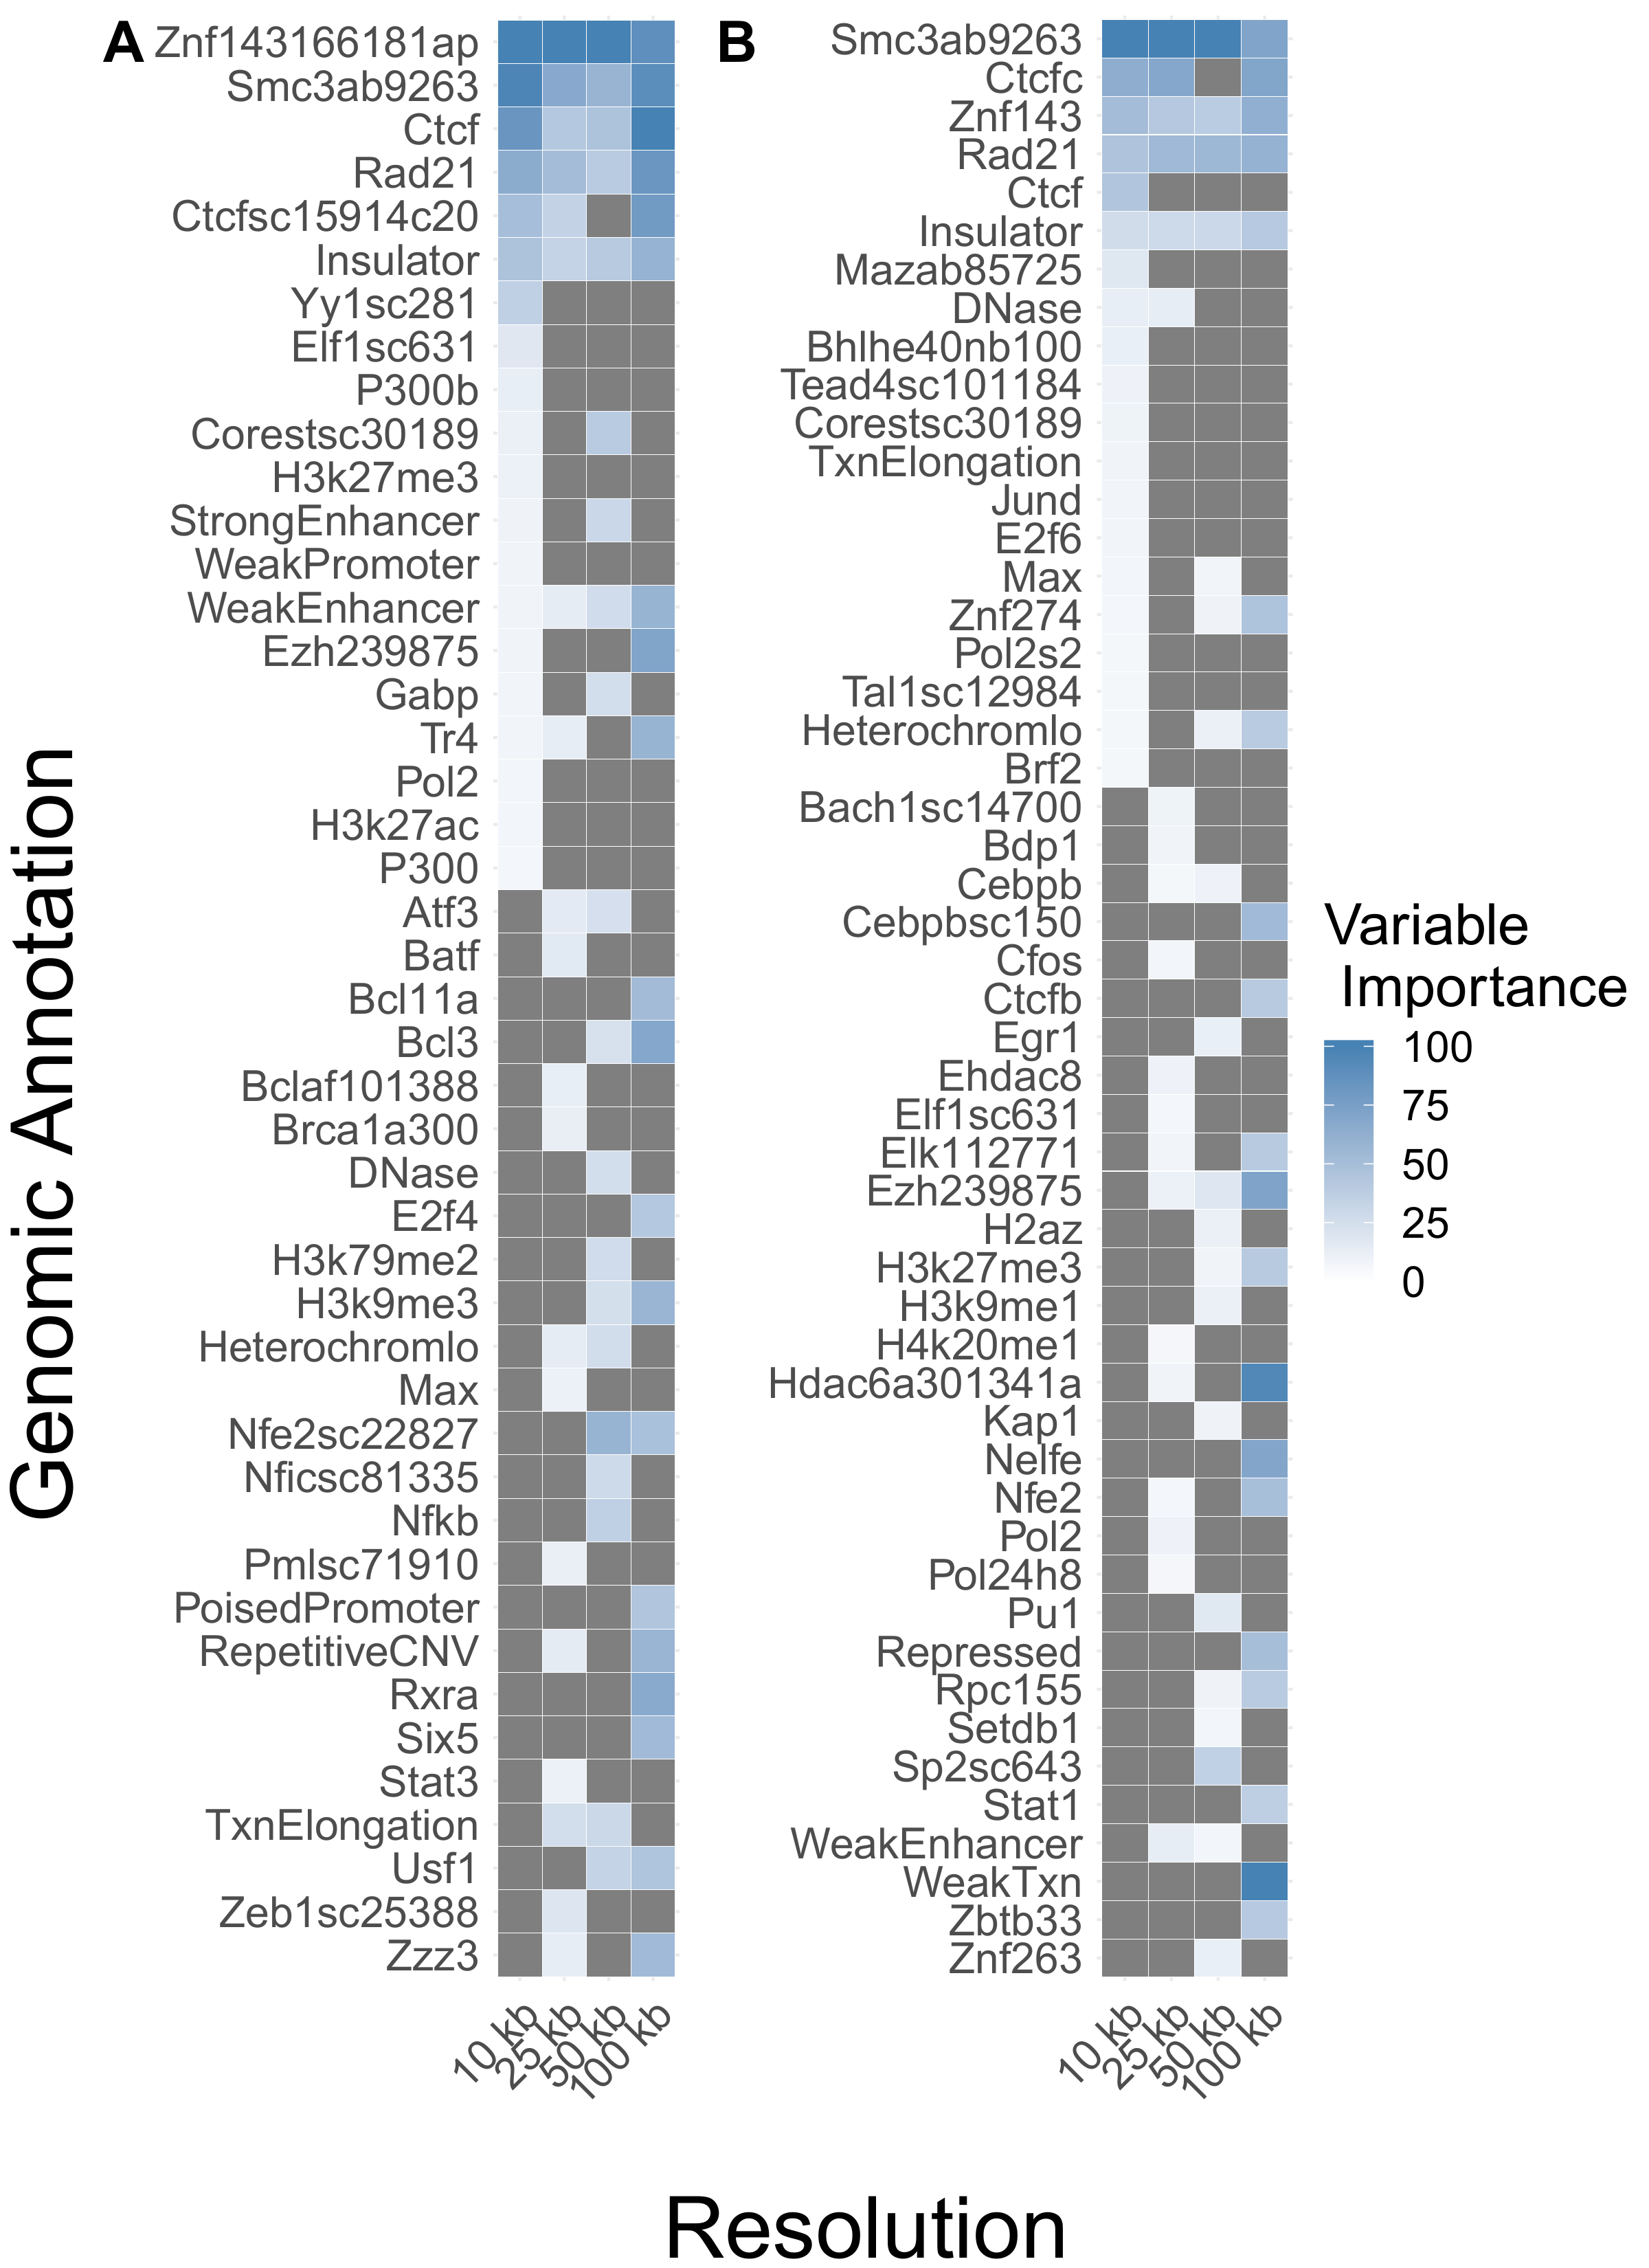 A
Znf143166181ap
Smc3ab9263
Ctcf
Rad21
Ctcfsc15914c20
Insulator
Yy1sc281
Elf1sc631
P300b
Corestsc30189
H3k27me3
StrongEnhancer
WeakPromoter
WeakEnhancer
Ezh239875
Gabp
Tr4
Pol2
H3k27ac
P300
Atf3
Batf
Bcl11a
Bcl3
Bclaf101388
Brca1a300
DNase
E2f4
H3k79me2
H3k9me3
Heterochromlo
Max
Nfe2sc22827
Nficsc81335
Nfkb
Pmlsc71910
PoisedPromoter
RepetitiveCNV
Rxra
Six5
Stat3
TxnElongation
Usf1
Zeb1sc25388
Zzz3
10 kb
25 kb
50 kb
100 kb
B
Smc3ab9263
Ctcfc
Znf143
Rad21
Ctcf
Insulator
Mazab85725
DNase
Bhlhe40nb100
Tead4sc101184
Corestsc30189
TxnElongation
Jund
E2f6
Max
Znf274
Pol2s2
Tal1sc12984
Heterochromlo
Brf2
Bach1sc14700
Bdp1
Cebpb
Cebpbsc150
Cfos
Ctcfb
Egr1
Ehdac8
Elf1sc631
Elk112771
Ezh239875
H2az
H3k27me3
H3k9me1
H4k20me1
Hdac6a301341a
Kap1
Nelfe
Nfe2
Pol2
Pol24h8
Pu1
Repressed
Rpc155
Setdb1
Sp2sc643
Stat1
WeakEnhancer
WeakTxn
Zbtb33
Znf263
10 kb
25 kb
50 kb
100 kb
Genomic Annotation
Resolution
Variable
Importance
100
75
50
25
0